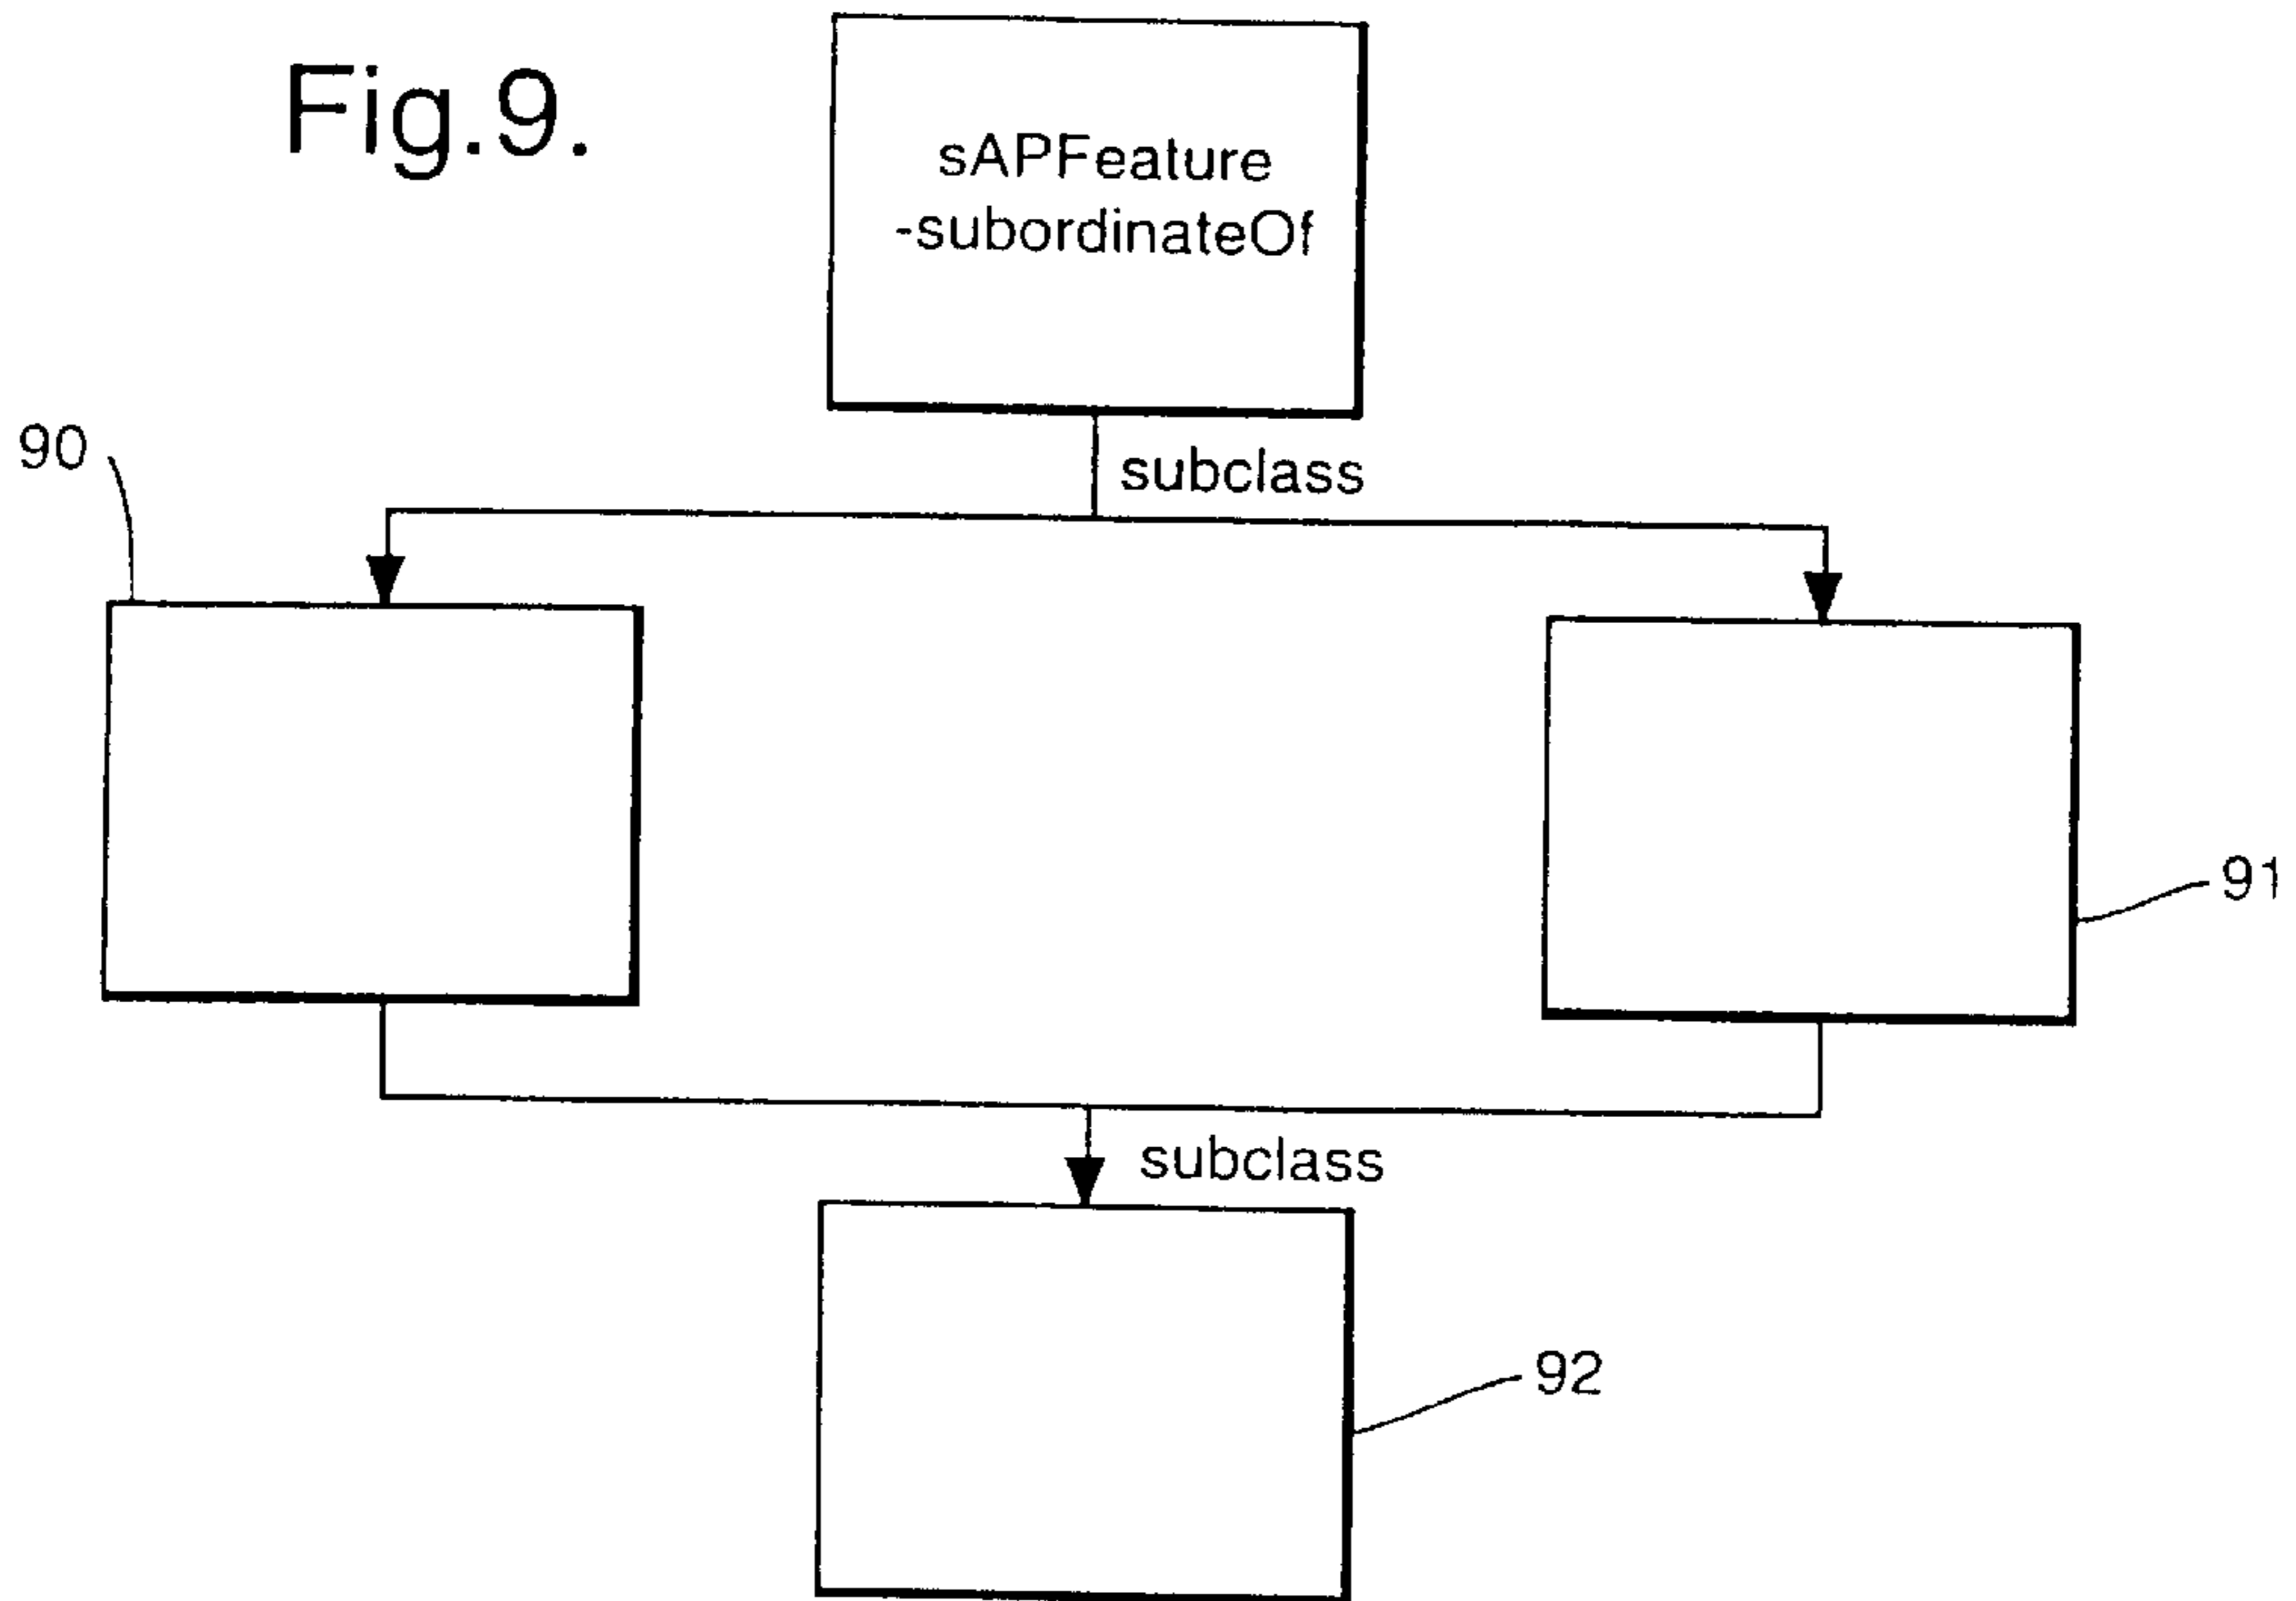 Fig.9.
sAPFeature
-subordinateOf
90
subclass
91
subclass
92